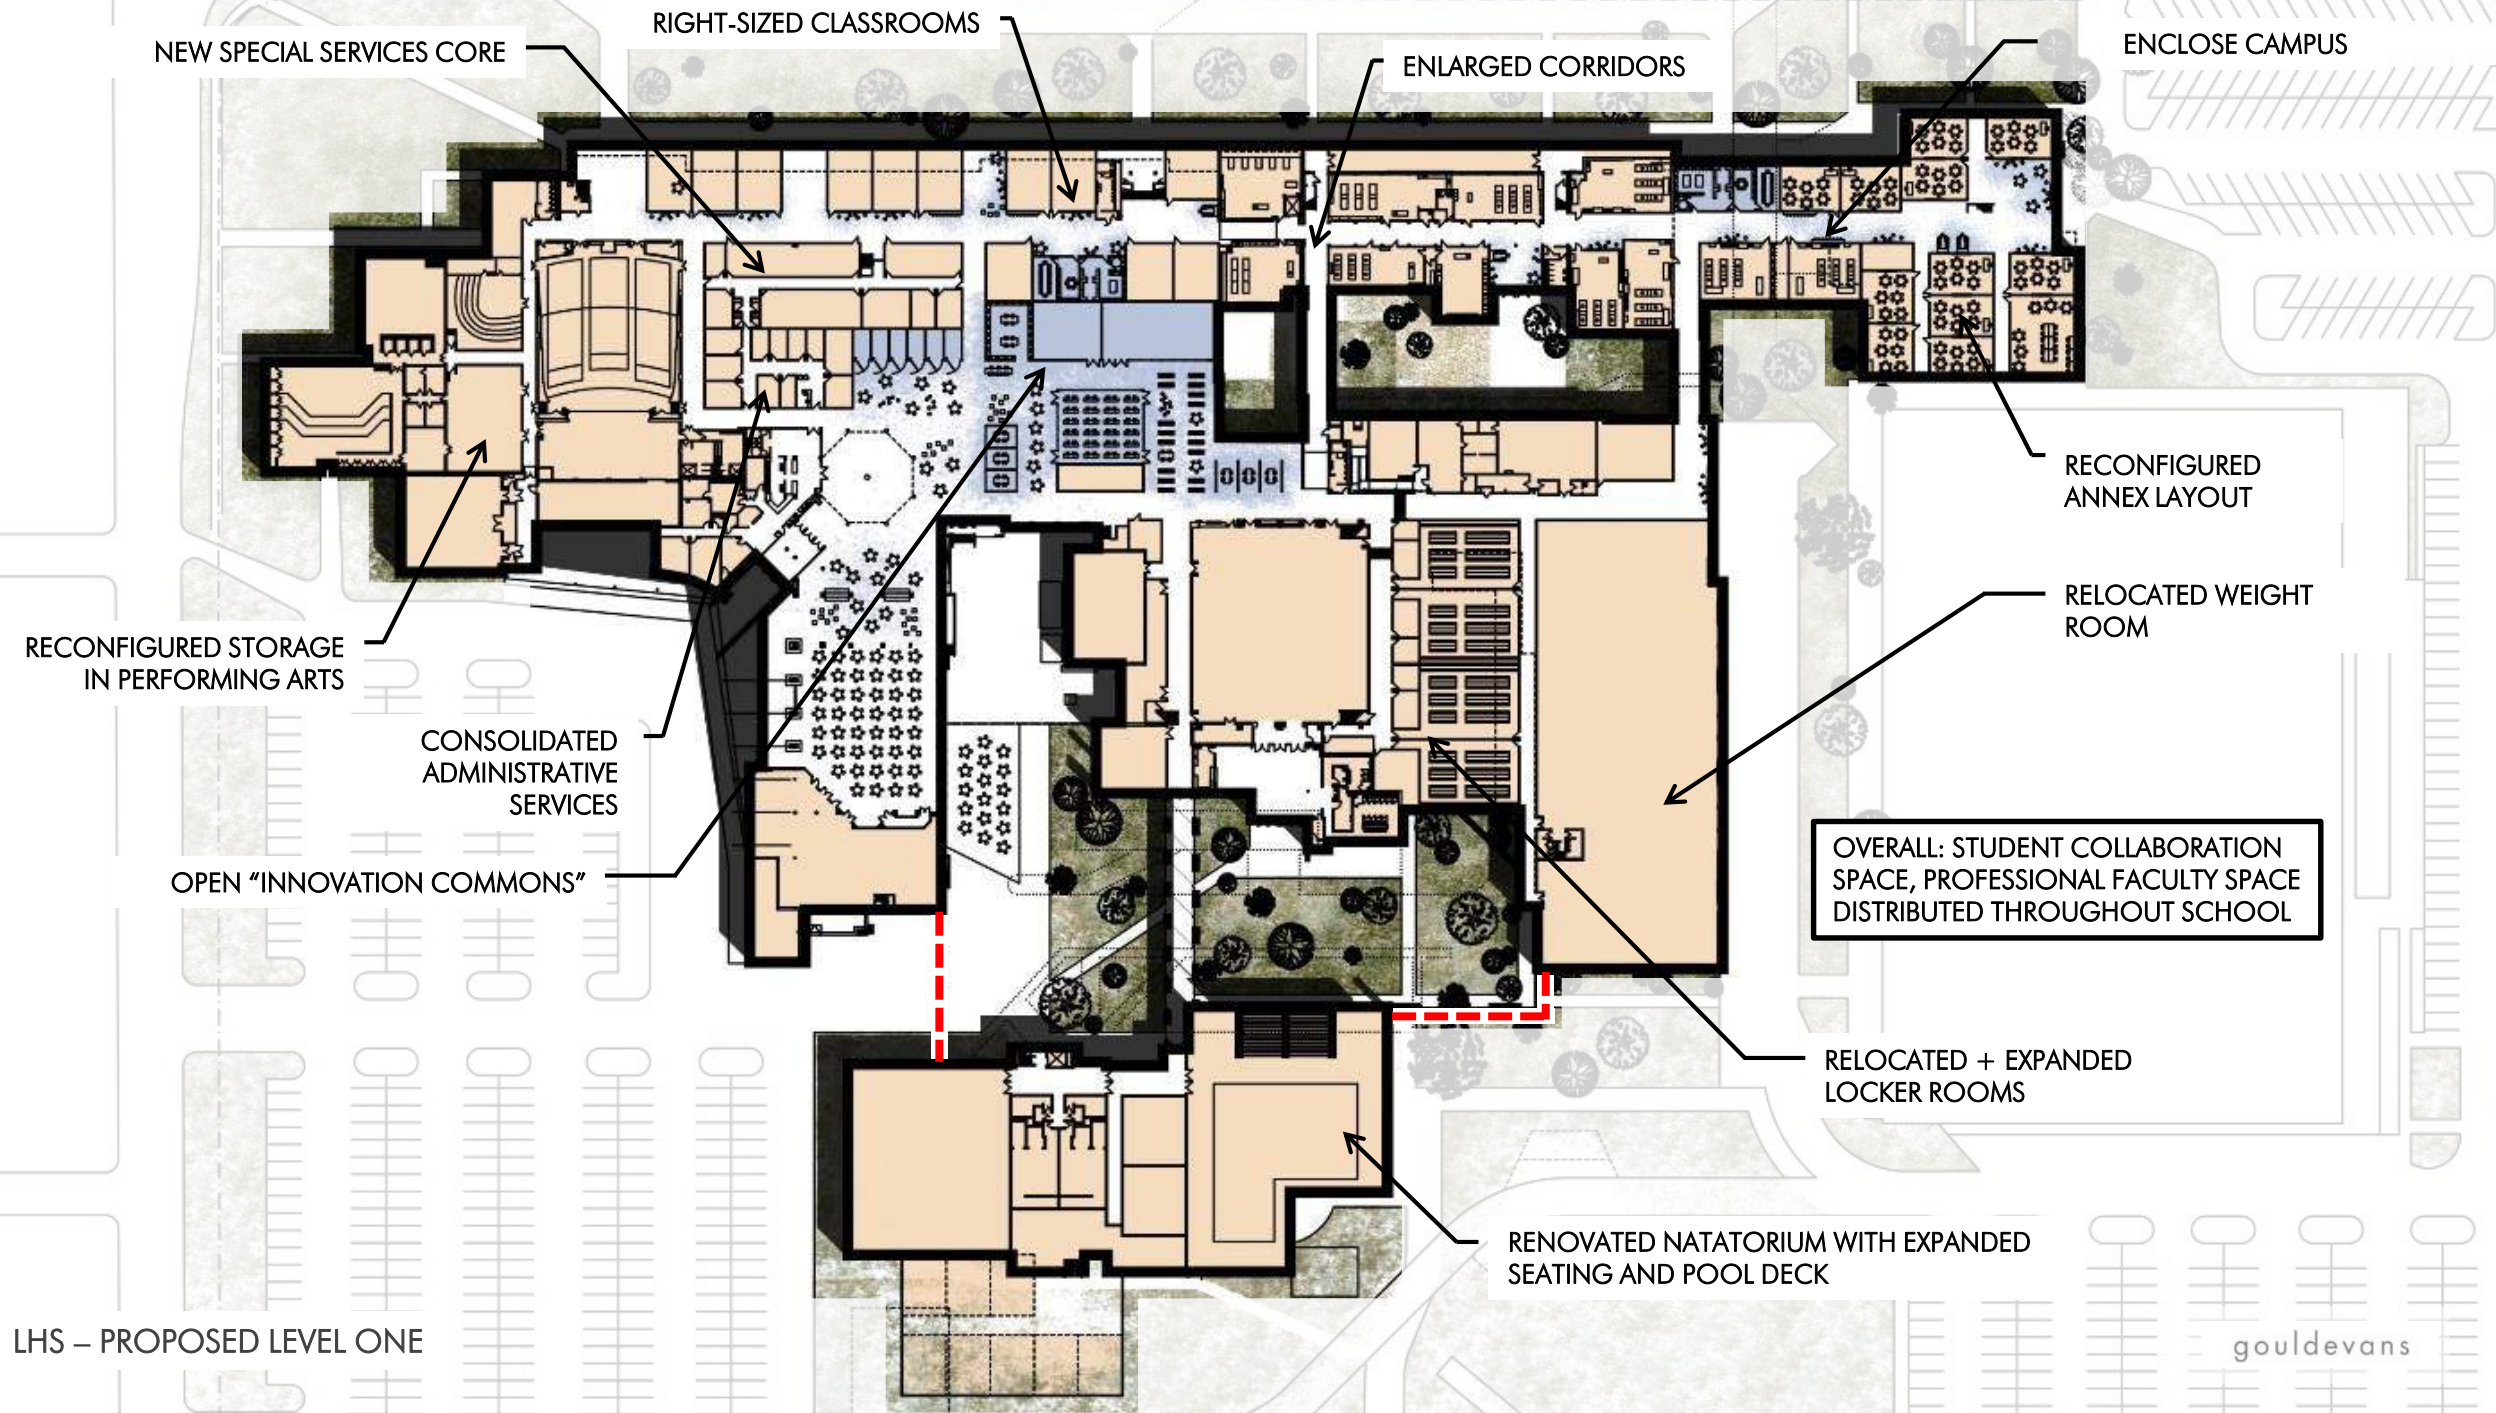 RIGHT-SIZED CLASSROOMS
NEW SPECIAL SERVICES CORE
ENLARGED CORRIDORS
ENCLOSE CAMPUS
RECONFIGURED
ANNEX LAYOUT
RELOCATED WEIGHT
ROOM
RECONFIGURED STORAGE
IN PERFORMING ARTS
CONSOLIDATED
ADMINISTRATIVE
SERVICES
OPEN “INNOVATION COMMONS”
OVERALL: STUDENT COLLABORATION
SPACE, PROFESSIONAL FACULTY SPACE
DISTRIBUTED THROUGHOUT SCHOOL
RELOCATED + EXPANDED
LOCKER ROOMS
RENOVATED NATATORIUM WITH EXPANDED
SEATING AND POOL DECK
LHS – PROPOSED LEVEL ONE
gouldevans